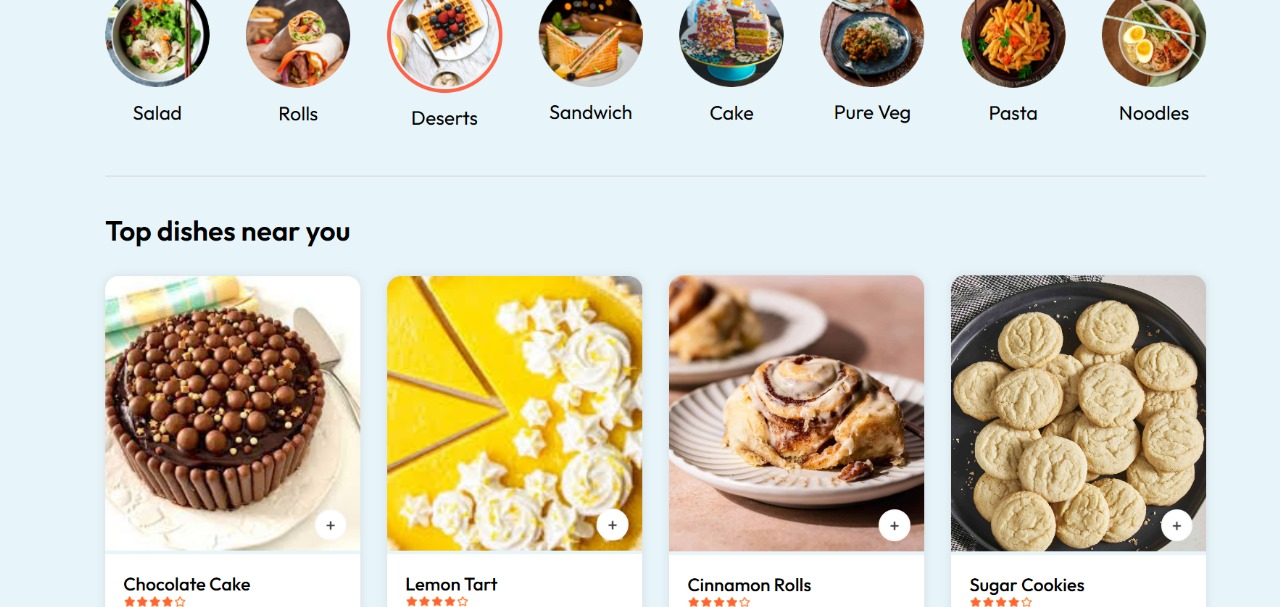 Salad
Rolls
Deserts
Sandwich
Cake
Pure Veg
Pasta
Noodles
Top dishes near you
Chocolate Cake
Lemon Tart
Cinnamon Rolls
Sugar Cookies